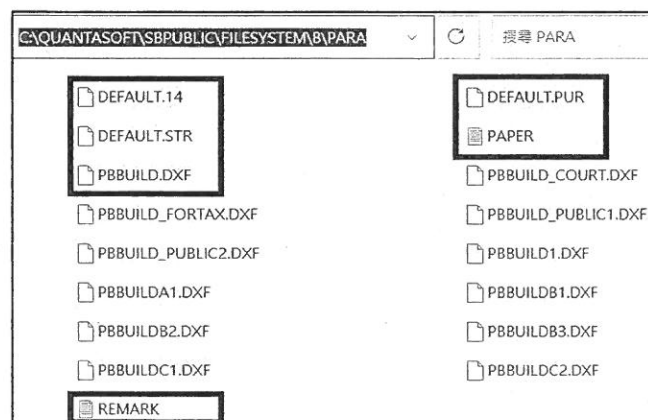 C:\QUANTASOFT\SBPUBLIC\FILESYSTEM\B\PARA 搜尋 PARA
DEFAULT.14 DEFAULT.PUR
DEFAULT.STR PAPER
PBBUILD.DXF PBBUILD_COURT.DXF
PBBUILD_FORTAX.DXF PBBUILD_PUBLIC1.DXF
PBBUILD_PUBLIC2.DXF PBBUILD1.DXF
PBBUILDA1.DXF PBBUILDB1.DXF
PBBUILDB2.DXF PBBUILDB3.DXF
PBBUILDC1.DXF PBBUILDC2.DXF
REMARK